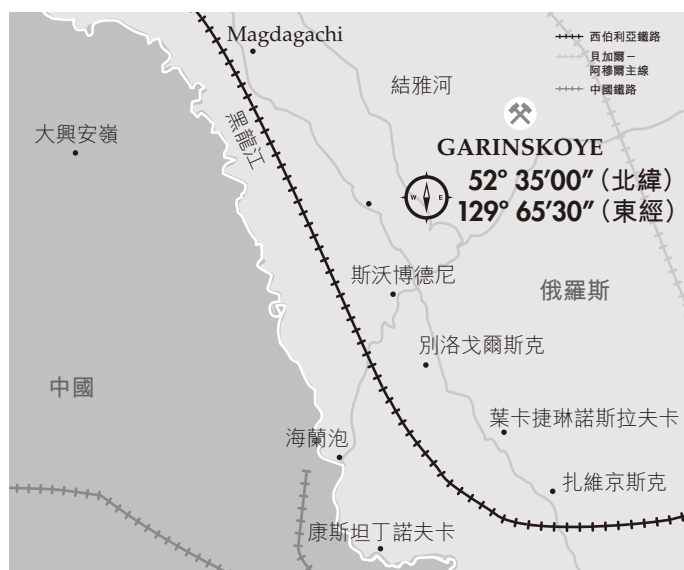 Magdagachi
西伯利亞鐵路
貝加爾－
阿穆爾主線
中國鐵路
結雅河
大興安嶺
黑龍江
GARINSKOYE
52° 35′00″ (北緯)
129° 65′30″ (東經)
W E
斯沃博德尼
俄羅斯
別洛戈爾斯克
中國
葉卡捷琳諾斯拉夫卡
海蘭泡
扎維京斯克
康斯坦丁諾夫卡